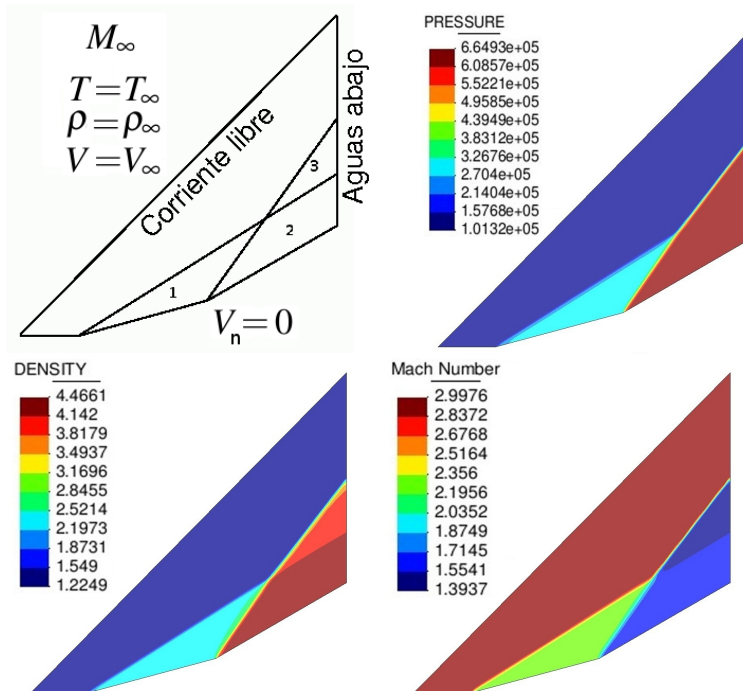 M∞
T=T∞
ρ=ρ∞
V=V∞
Corriente libre
Aguas abajo
3
2
1
Vn=0
PRESSURE
6.6493e+05
6.0857e+05
5.5221e+05
4.9585e+05
4.3949e+05
3.8312e+05
3.2676e+05
2.704e+05
2.1404e+05
1.5768e+05
1.0132e+05
DENSITY
4.4661
4.142
3.8179
3.4937
3.1696
2.8455
2.5214
2.1973
1.8731
1.549
1.2249
Mach Number
2.9976
2.8372
2.6768
2.5164
2.356
2.1956
2.0352
1.8749
1.7145
1.5541
1.3937